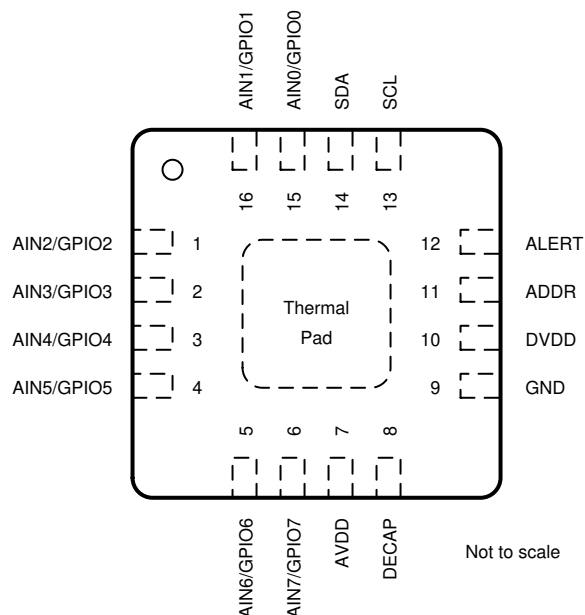 AIN1/GPIO1
AIN0/GPIO0
SDA
SCL
16
15
14
13
AIN2/GPIO2
1
12
ALERT
AIN3/GPIO3
2
11
ADDR
Thermal
Pad
AIN4/GPIO4
3
10
DVDD
AIN5/GPIO5
4
9
GND
5
6
7
8
AIN6/GPIO6
AIN7/GPIO7
AVDD
DECAP
Not to scale